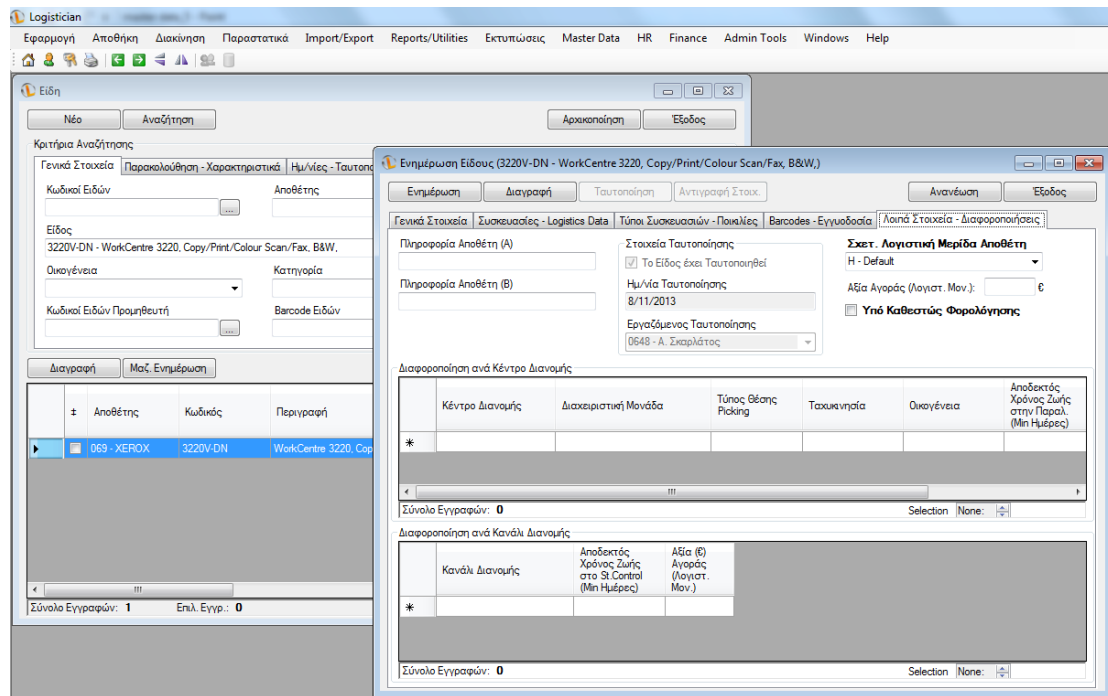 Logistician
Εφαρμογή Αποθήκη Διακίνηση Παραστατικά Import/Export Reports/Utilities Εκτυπώσεις Master Data HR Finance Admin Tools Windows Help
Είδη
Νέο Αναζήτηση Αρχικοποίηση Έξοδος
Κριτήρια Αναζήτησης
Γενικά Στοιχεία Παρακολούθηση - Χαρακτηριστικά Ημ/νίες - Ταυτοπο
Κωδικοί Ειδών Αποθέτης
...
Είδος
3220V-DN - WorkCentre 3220, Copy/Print/Colour Scan/Fax, B&W,
Οικογένεια Κατηγορία
Κωδικοί Ειδών Προμηθευτή Barcode Ειδών
...
Διαγραφή Μαζ. Ενημέρωση
± Αποθέτης Κωδικός Περιγραφή
069 - XEROX 3220V-DN WorkCentre 3220, Cop
Σύνολο Εγγραφών: 1 Επιλ. Εγγρ.: 0
Ενημέρωση Είδους (3220V-DN - WorkCentre 3220, Copy/Print/Colour Scan/Fax, B&W,)
Ενημέρωση Διαγραφή Ταυτοποίηση Αντιγραφή Στοιχ. Ανανέωση Έξοδος
Γενικά Στοιχεία Συσκευασίες - Logistics Data Τύποι Συσκευασιών - Ποικιλίες Barcodes - Εγγυοδοσία Λοιπά Στοιχεία - Διαφοροποιήσεις
Πληροφορία Αποθέτη (Α) Στοιχεία Ταυτοποίησης Σχετ. Λογιστική Μερίδα Αποθέτη
Το Είδος έχει Ταυτοποιηθεί H - Default
Πληροφορία Αποθέτη (Β) Ημ/νία Ταυτοποίησης Αξία Αγοράς (Λογιστ. Μον.): €
8/11/2013 Υπό Καθεστώς Φορολόγησης
Εργαζόμενος Ταυτοποίησης
0648 - Α. Σκαρλάτος
Διαφοροποίηση ανά Κέντρο Διανομής
Κέντρο Διανομής Διαχειριστική Μονάδα Τύπος Θέσης Picking Ταχυκινησία Οικογένεια Αποδεκτός Χρόνος Ζωής στην Παραλ. (Min Ημέρες)
*
Σύνολο Εγγραφών: 0 Selection None:
Διαφοροποίηση ανά Κανάλι Διανομής
Κανάλι Διανομής Αποδεκτός Χρόνος Ζωής στο St.Control (Min Ημέρες) Αξία (€) Αγοράς (Λογιστ. Μον.)
*
Σύνολο Εγγραφών: 0 Selection None: